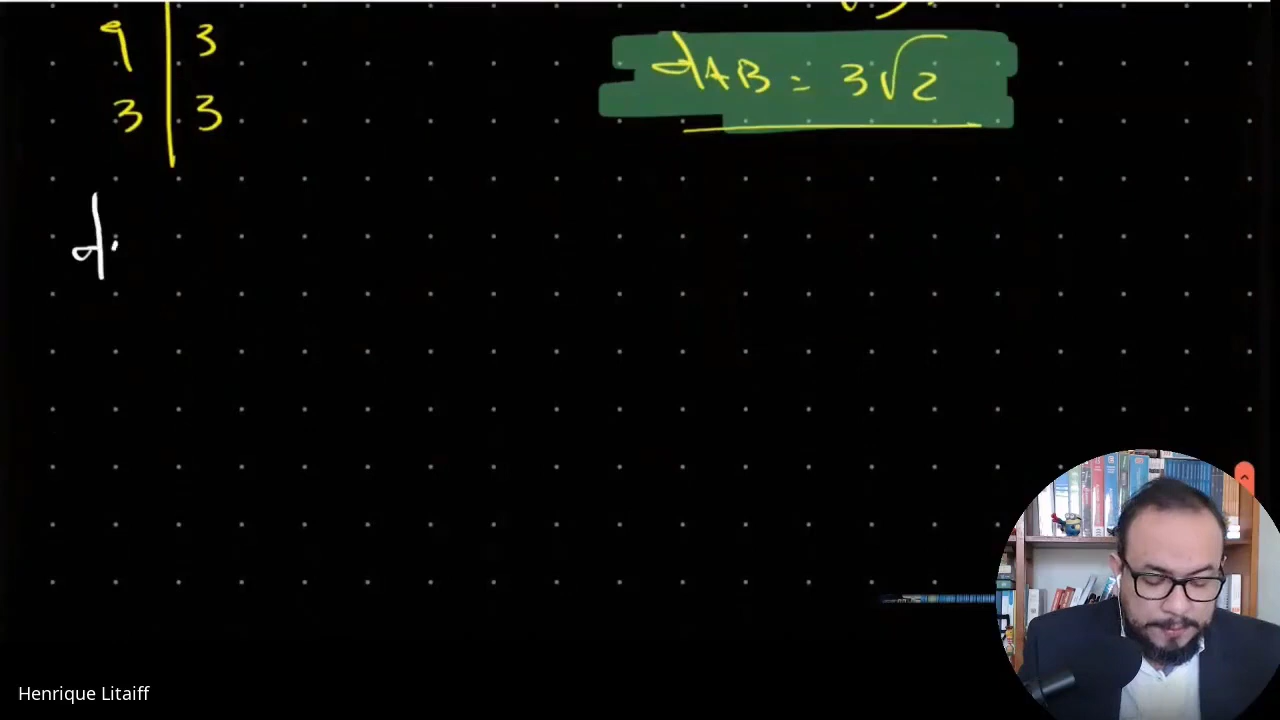 9 | 3
3 | 3
dAB = 3√2
d
Henrique Litaiff